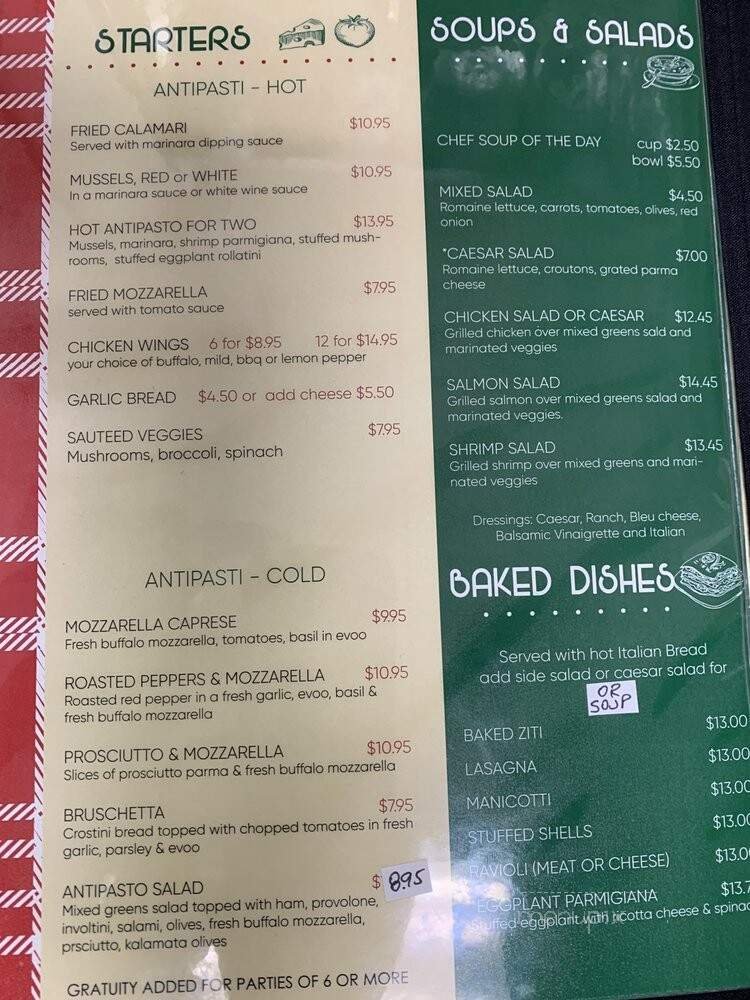 STARTERS
ANTIPASTI - HOT
FRIED CALAMARI $10.95
Served with marinara dipping sauce
MUSSELS, RED or WHITE $10.95
In a marinara sauce or white wine sauce
HOT ANTIPASTO FOR TWO $13.95
Mussels, marinara, shrimp parmigiana, stuffed mush-
rooms, stuffed eggplant rollatini
FRIED MOZZARELLA $7.95
served with tomato sauce
CHICKEN WINGS 6 for $8.95 12 for $14.95
your choice of buffalo, mild, bbq or lemon pepper
GARLIC BREAD $4.50 or add cheese $5.50
SAUTEED VEGGIES $7.95
Mushrooms, broccoli, spinach
ANTIPASTI - COLD
MOZZARELLA CAPRESE $9.95
Fresh buffalo mozzarella, tomatoes, basil in evoo
ROASTED PEPPERS & MOZZARELLA $10.95
Roasted red pepper in a fresh garlic, evoo, basil &
fresh buffalo mozzarella
PROSCIUTTO & MOZZARELLA $10.95
Slices of prosciutto parma & fresh buffalo mozzarella
BRUSCHETTA $7.95
Crostini bread topped with chopped tomatoes in fresh
garlic, parsley & evoo
ANTIPASTO SALAD $ 8.95
Mixed greens salad topped with ham, provolone,
involtini, salami, olives, fresh buffalo mozzarella,
prsciutto, kalamata olives
GRATUITY ADDED FOR PARTIES OF 6 OR MORE
SOUPS & SALADS
CHEF SOUP OF THE DAY cup $2.50
bowl $5.50
MIXED SALAD $4.50
Romaine lettuce, carrots, tomatoes, olives, red
onion
*CAESAR SALAD $7.00
Romaine lettuce, croutons, grated parma
cheese
CHICKEN SALAD OR CAESAR $12.45
Grilled chicken over mixed greens sald and
marinated veggies
SALMON SALAD $14.45
Grilled salmon over mixed greens salad and
marinated veggies.
SHRIMP SALAD $13.45
Grilled shrimp over mixed greens and mari-
nated veggies
Dressings: Caesar, Ranch, Bleu cheese,
Balsamic Vinaigrette and Italian
BAKED DISHES
Served with hot Italian Bread
add side salad or caesar salad for
OR
SOUP
BAKED ZITI $13.00
LASAGNA $13.00
MANICOTTI $13.00
STUFFED SHELLS $13.0
RAVIOLI (MEAT OR CHEESE) $13.0
EGGPLANT PARMIGIANA $13.7
Stuffed eggplant with ricotta cheese & spinac